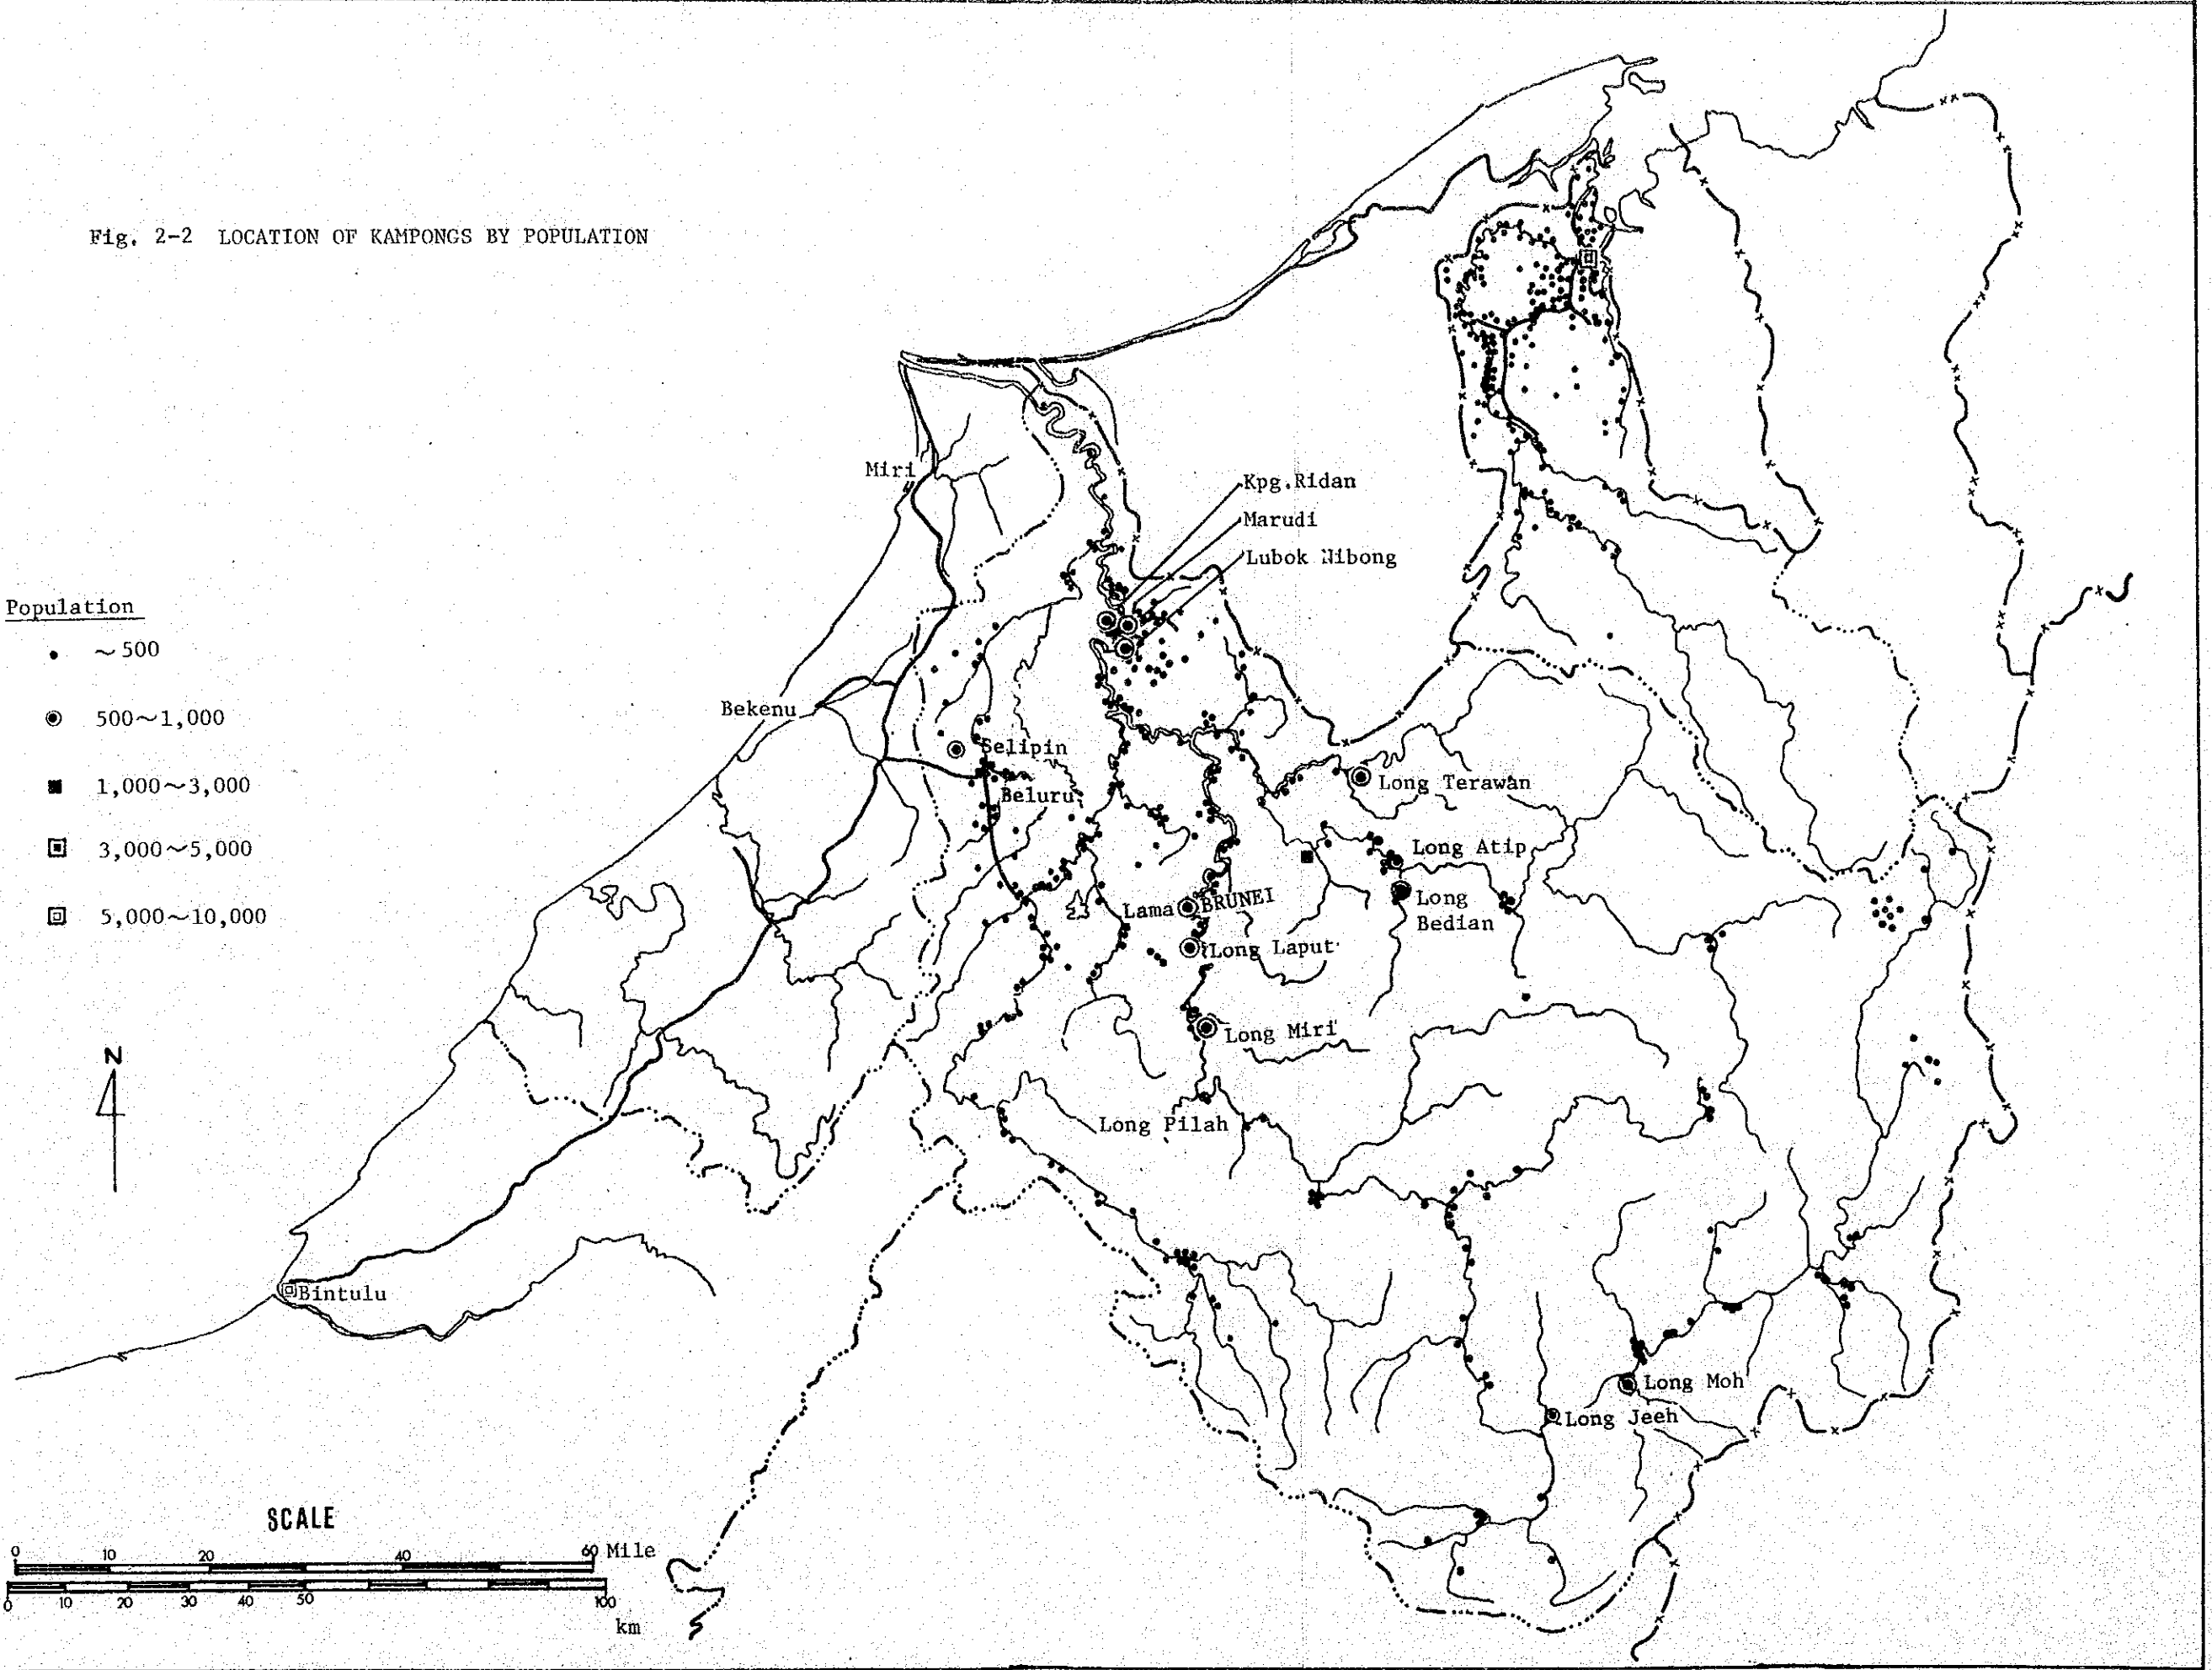 Fig. 2-2 LOCATION OF KAMPONGS BY POPULATION
Miri
Kpg.Ridan
Marudi
Lubok Nibong
Population
~500
500~1,000
1,000~3,000
3,000~5,000
5,000~10,000
Bekenu
Selipin
Beluru
Long Terawan
Long Atip
Long
Bedian
Lama BRUNEI
Long Laput
Long Miri
N
Long Pilah
Bintulu
Long Moh
Long Jeeh
SCALE
0 10 20 40 60 Mile
0 10 20 30 40 50 100
km